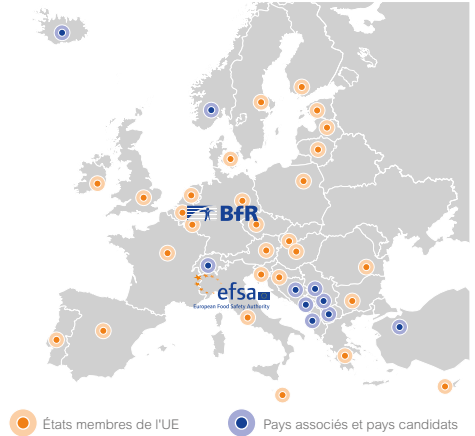 BfR
efsa
European Food Safety Authority
États membres de l'UE
Pays associés et pays candidats